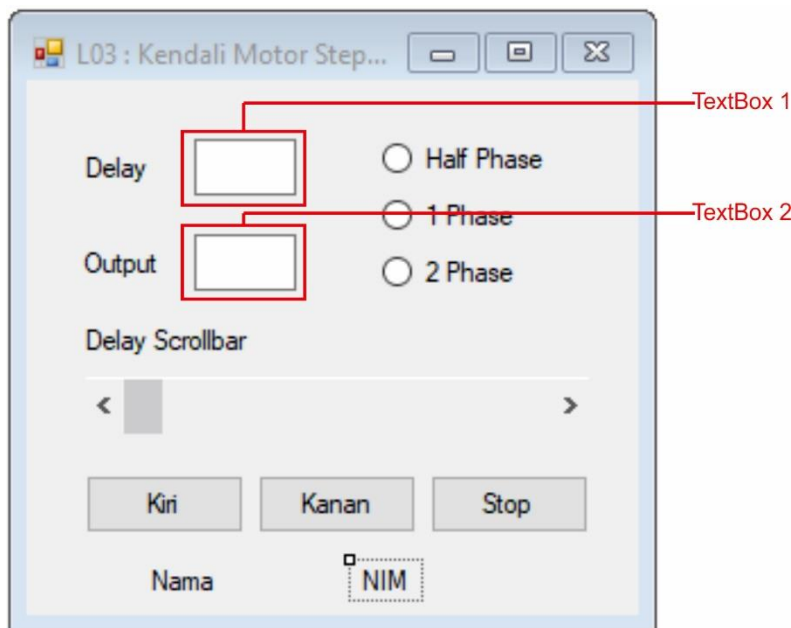 L03 : Kendali Motor Step...
TextBox 1
Delay
Half Phase
1 Phase
TextBox 2
Output
2 Phase
Delay Scrollbar
Kiri
Kanan
Stop
Nama
NIM